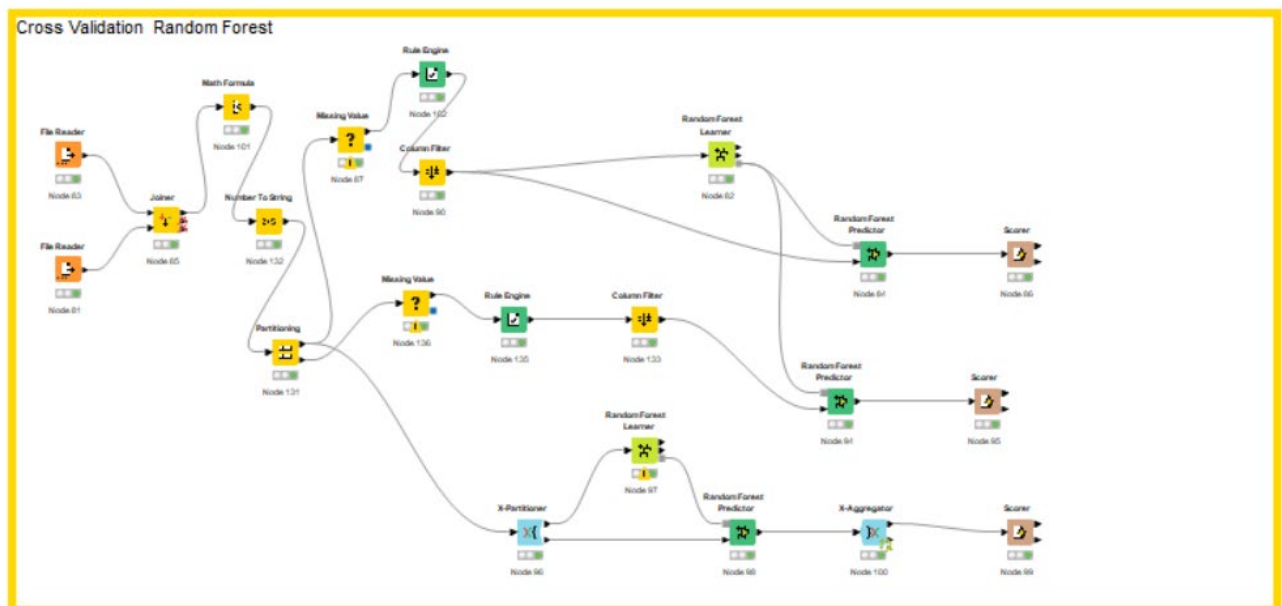 Cross Validation  Random Forest
Rule Engine
Node 102
Math Formula
Node 101
Missing Value
Node 87
File Reader
Node 83
Joiner
Node 85
Number To String
Node 132
Column Filter
Node 90
Random Forest
Learner
Node 82
File Reader
Node 81
Random Forest
Predictor
Node 84
Scorer
Node 86
Missing Value
Node 136
Rule Engine
Node 135
Column Filter
Node 133
Partitioning
Node 131
Random Forest
Predictor
Node 94
Scorer
Node 95
Random Forest
Learner
Node 97
X-Partitioner
Node 96
Random Forest
Predictor
Node 98
X-Aggregator
Node 100
Scorer
Node 99